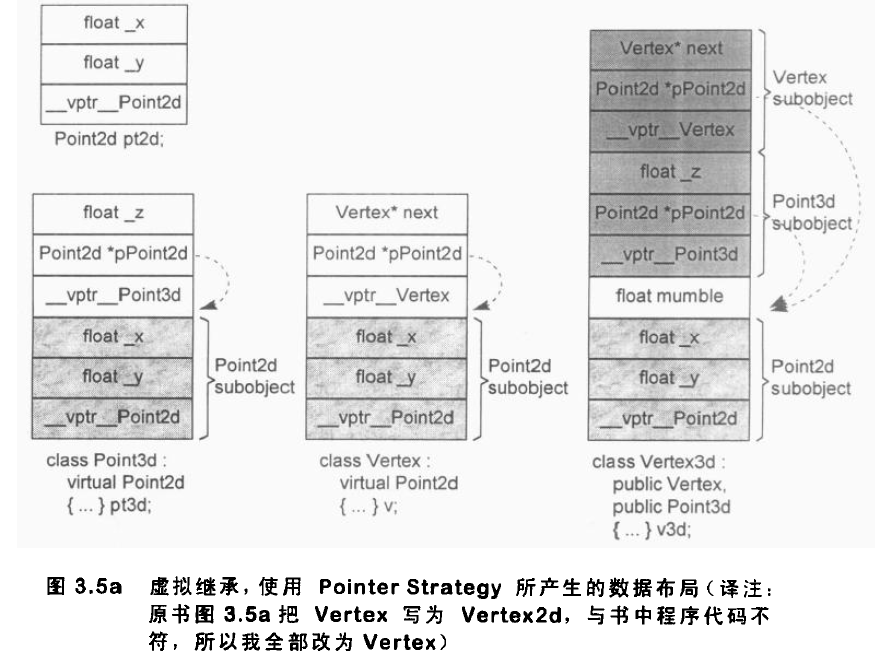 float _x
float _y
__vptr__Point2d
Point2d pt2d;
float _z
Point2d *pPoint2d
__vptr__Point3d
float _x
float _y
__vptr__Point2d
Point2d
subobject
class Point3d :
virtual Point2d
{ ... } pt3d;
Vertex* next
Point2d *pPoint2d
__vptr__Vertex
float _x
float _y
__vptr__Point2d
Point2d
subobject
class Vertex :
virtual Point2d
{ ... } v;
Vertex* next
Point2d *pPoint2d
__vptr__Vertex
Vertex
subobject
float _z
Point2d *pPoint2d
__vptr__Point3d
Point3d
subobject
float mumble
float _x
float _y
__vptr__Point2d
Point2d
subobject
class Vertex3d :
public Vertex,
public Point3d
{ ... } v3d;
图 3.5a 虚拟继承,使用 Pointer Strategy 所产生的数据布局(译注:
原书图 3.5a 把 Vertex 写为 Vertex2d, 与书中程序代码不
符,所以我全部改为 Vertex)